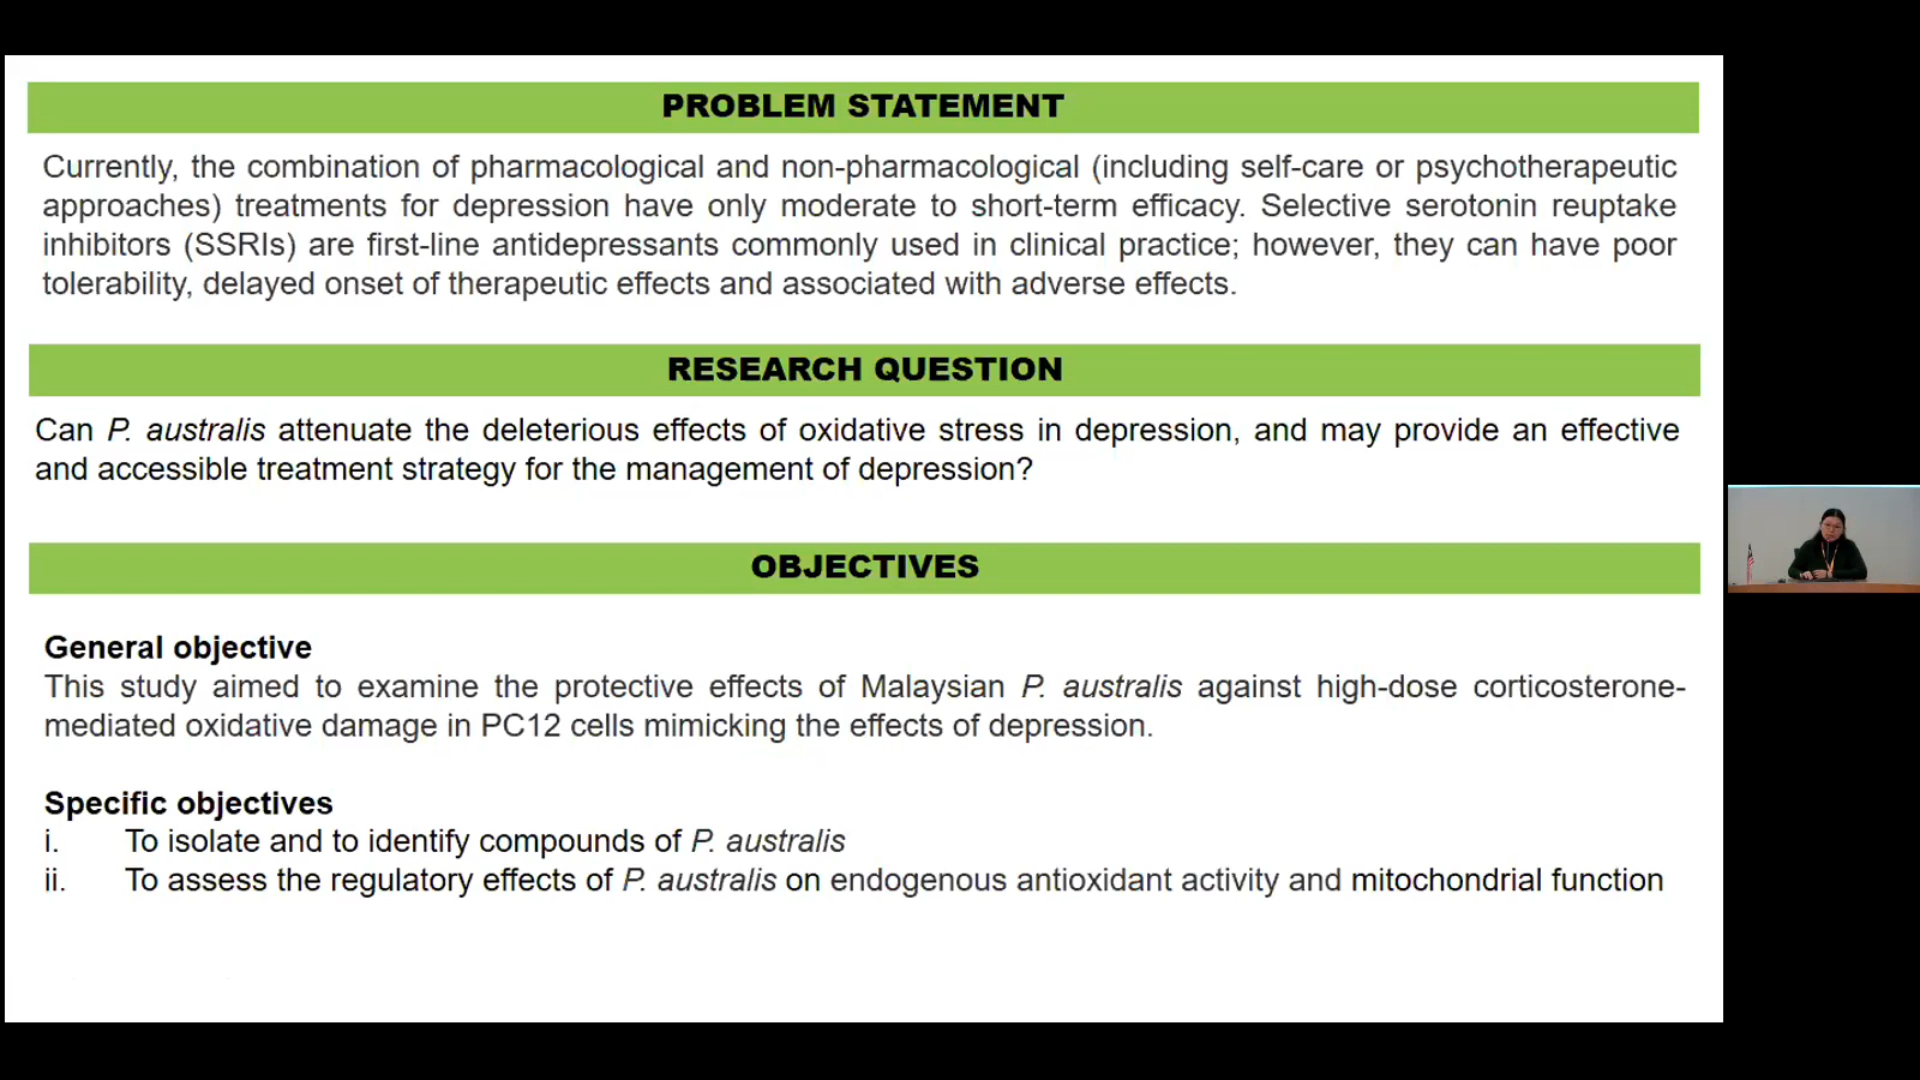 PROBLEM STATEMENT
Currently, the combination of pharmacological and non-pharmacological (including self-care or psychotherapeutic
approaches) treatments for depression have only moderate to short-term efficacy. Selective serotonin reuptake
inhibitors (SSRIs) are first-line antidepressants commonly used in clinical practice; however, they can have poor
tolerability, delayed onset of therapeutic effects and associated with adverse effects.
RESEARCH QUESTION
Can P. australis attenuate the deleterious effects of oxidative stress in depression, and may provide an effective
and accessible treatment strategy for the management of depression?
OBJECTIVES
General objective
This study aimed to examine the protective effects of Malaysian P. australis against high-dose corticosterone-
mediated oxidative damage in PC12 cells mimicking the effects of depression.
Specific objectives
i. To isolate and to identify compounds of P. australis
ii. To assess the regulatory effects of P. australis on endogenous antioxidant activity and mitochondrial function